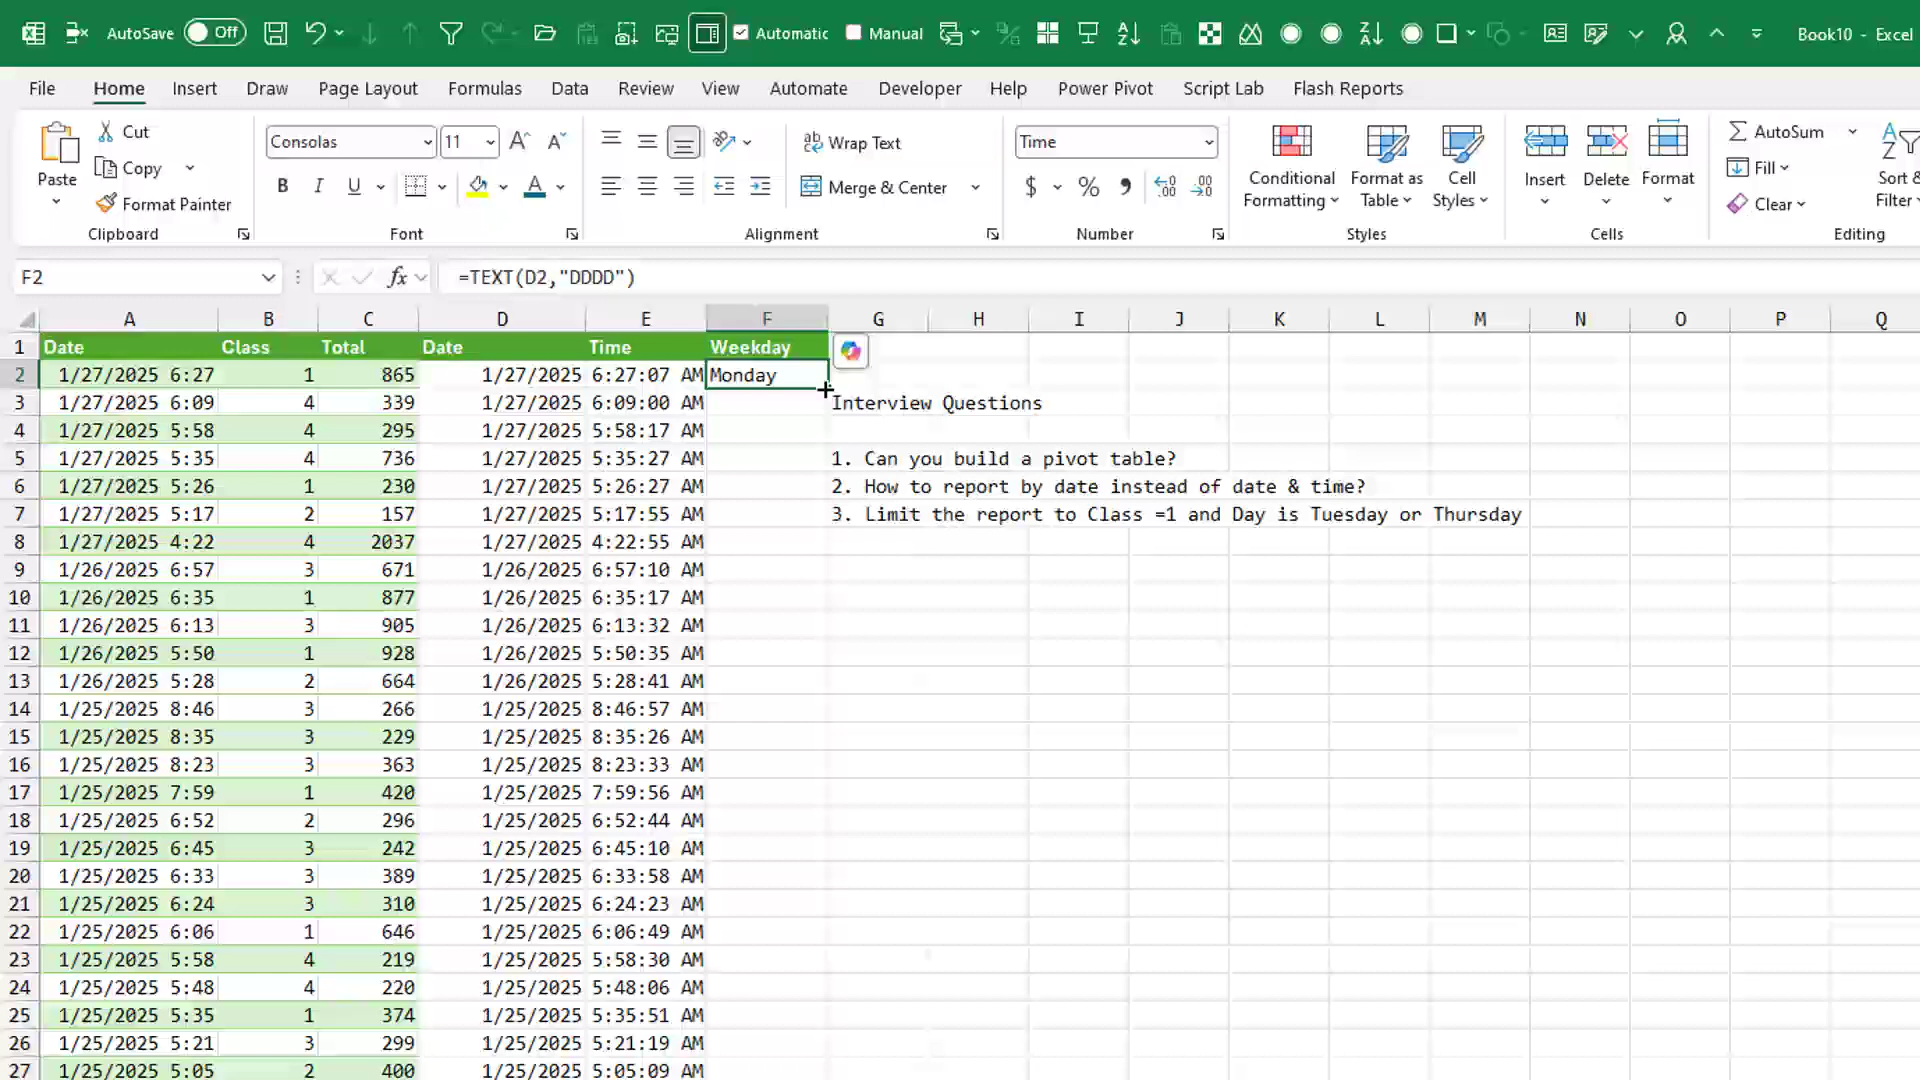 AutoSave Off Automatic Manual Book10 - Excel
File Home Insert Draw Page Layout Formulas Data Review View Automate Developer Help Power Pivot Script Lab Flash Reports
Paste Cut Copy Format Painter Clipboard
Consolas 11 B I U A Font
Wrap Text Merge & Center Alignment
Time $ % Number
Conditional Formatting Format as Table Cell Styles Styles
Insert Delete Format Cells
AutoSum Fill Clear Sort & Filter Editing
F2 fx =TEXT(D2,"DDDD")
A B C D E F G H I J K L M N O P Q
1 Date Class Total Date Time Weekday
2 1/27/2025 6:27 1 865 1/27/2025 6:27:07 AM Monday
3 1/27/2025 6:09 4 339 1/27/2025 6:09:00 AM Interview Questions
4 1/27/2025 5:58 4 295 1/27/2025 5:58:17 AM
5 1/27/2025 5:35 4 736 1/27/2025 5:35:27 AM 1. Can you build a pivot table?
6 1/27/2025 5:26 1 230 1/27/2025 5:26:27 AM 2. How to report by date instead of date & time?
7 1/27/2025 5:17 2 157 1/27/2025 5:17:55 AM 3. Limit the report to Class =1 and Day is Tuesday or Thursday
8 1/27/2025 4:22 4 2037 1/27/2025 4:22:55 AM
9 1/26/2025 6:57 3 671 1/26/2025 6:57:10 AM
10 1/26/2025 6:35 1 877 1/26/2025 6:35:17 AM
11 1/26/2025 6:13 3 905 1/26/2025 6:13:32 AM
12 1/26/2025 5:50 1 928 1/26/2025 5:50:35 AM
13 1/26/2025 5:28 2 664 1/26/2025 5:28:41 AM
14 1/25/2025 8:46 3 266 1/25/2025 8:46:57 AM
15 1/25/2025 8:35 3 229 1/25/2025 8:35:26 AM
16 1/25/2025 8:23 3 363 1/25/2025 8:23:33 AM
17 1/25/2025 7:59 1 420 1/25/2025 7:59:56 AM
18 1/25/2025 6:52 2 296 1/25/2025 6:52:44 AM
19 1/25/2025 6:45 3 242 1/25/2025 6:45:10 AM
20 1/25/2025 6:33 3 389 1/25/2025 6:33:58 AM
21 1/25/2025 6:24 3 310 1/25/2025 6:24:23 AM
22 1/25/2025 6:06 1 646 1/25/2025 6:06:49 AM
23 1/25/2025 5:58 4 219 1/25/2025 5:58:30 AM
24 1/25/2025 5:48 4 220 1/25/2025 5:48:06 AM
25 1/25/2025 5:35 1 374 1/25/2025 5:35:51 AM
26 1/25/2025 5:21 3 299 1/25/2025 5:21:19 AM
27 1/25/2025 5:05 2 400 1/25/2025 5:05:09 AM